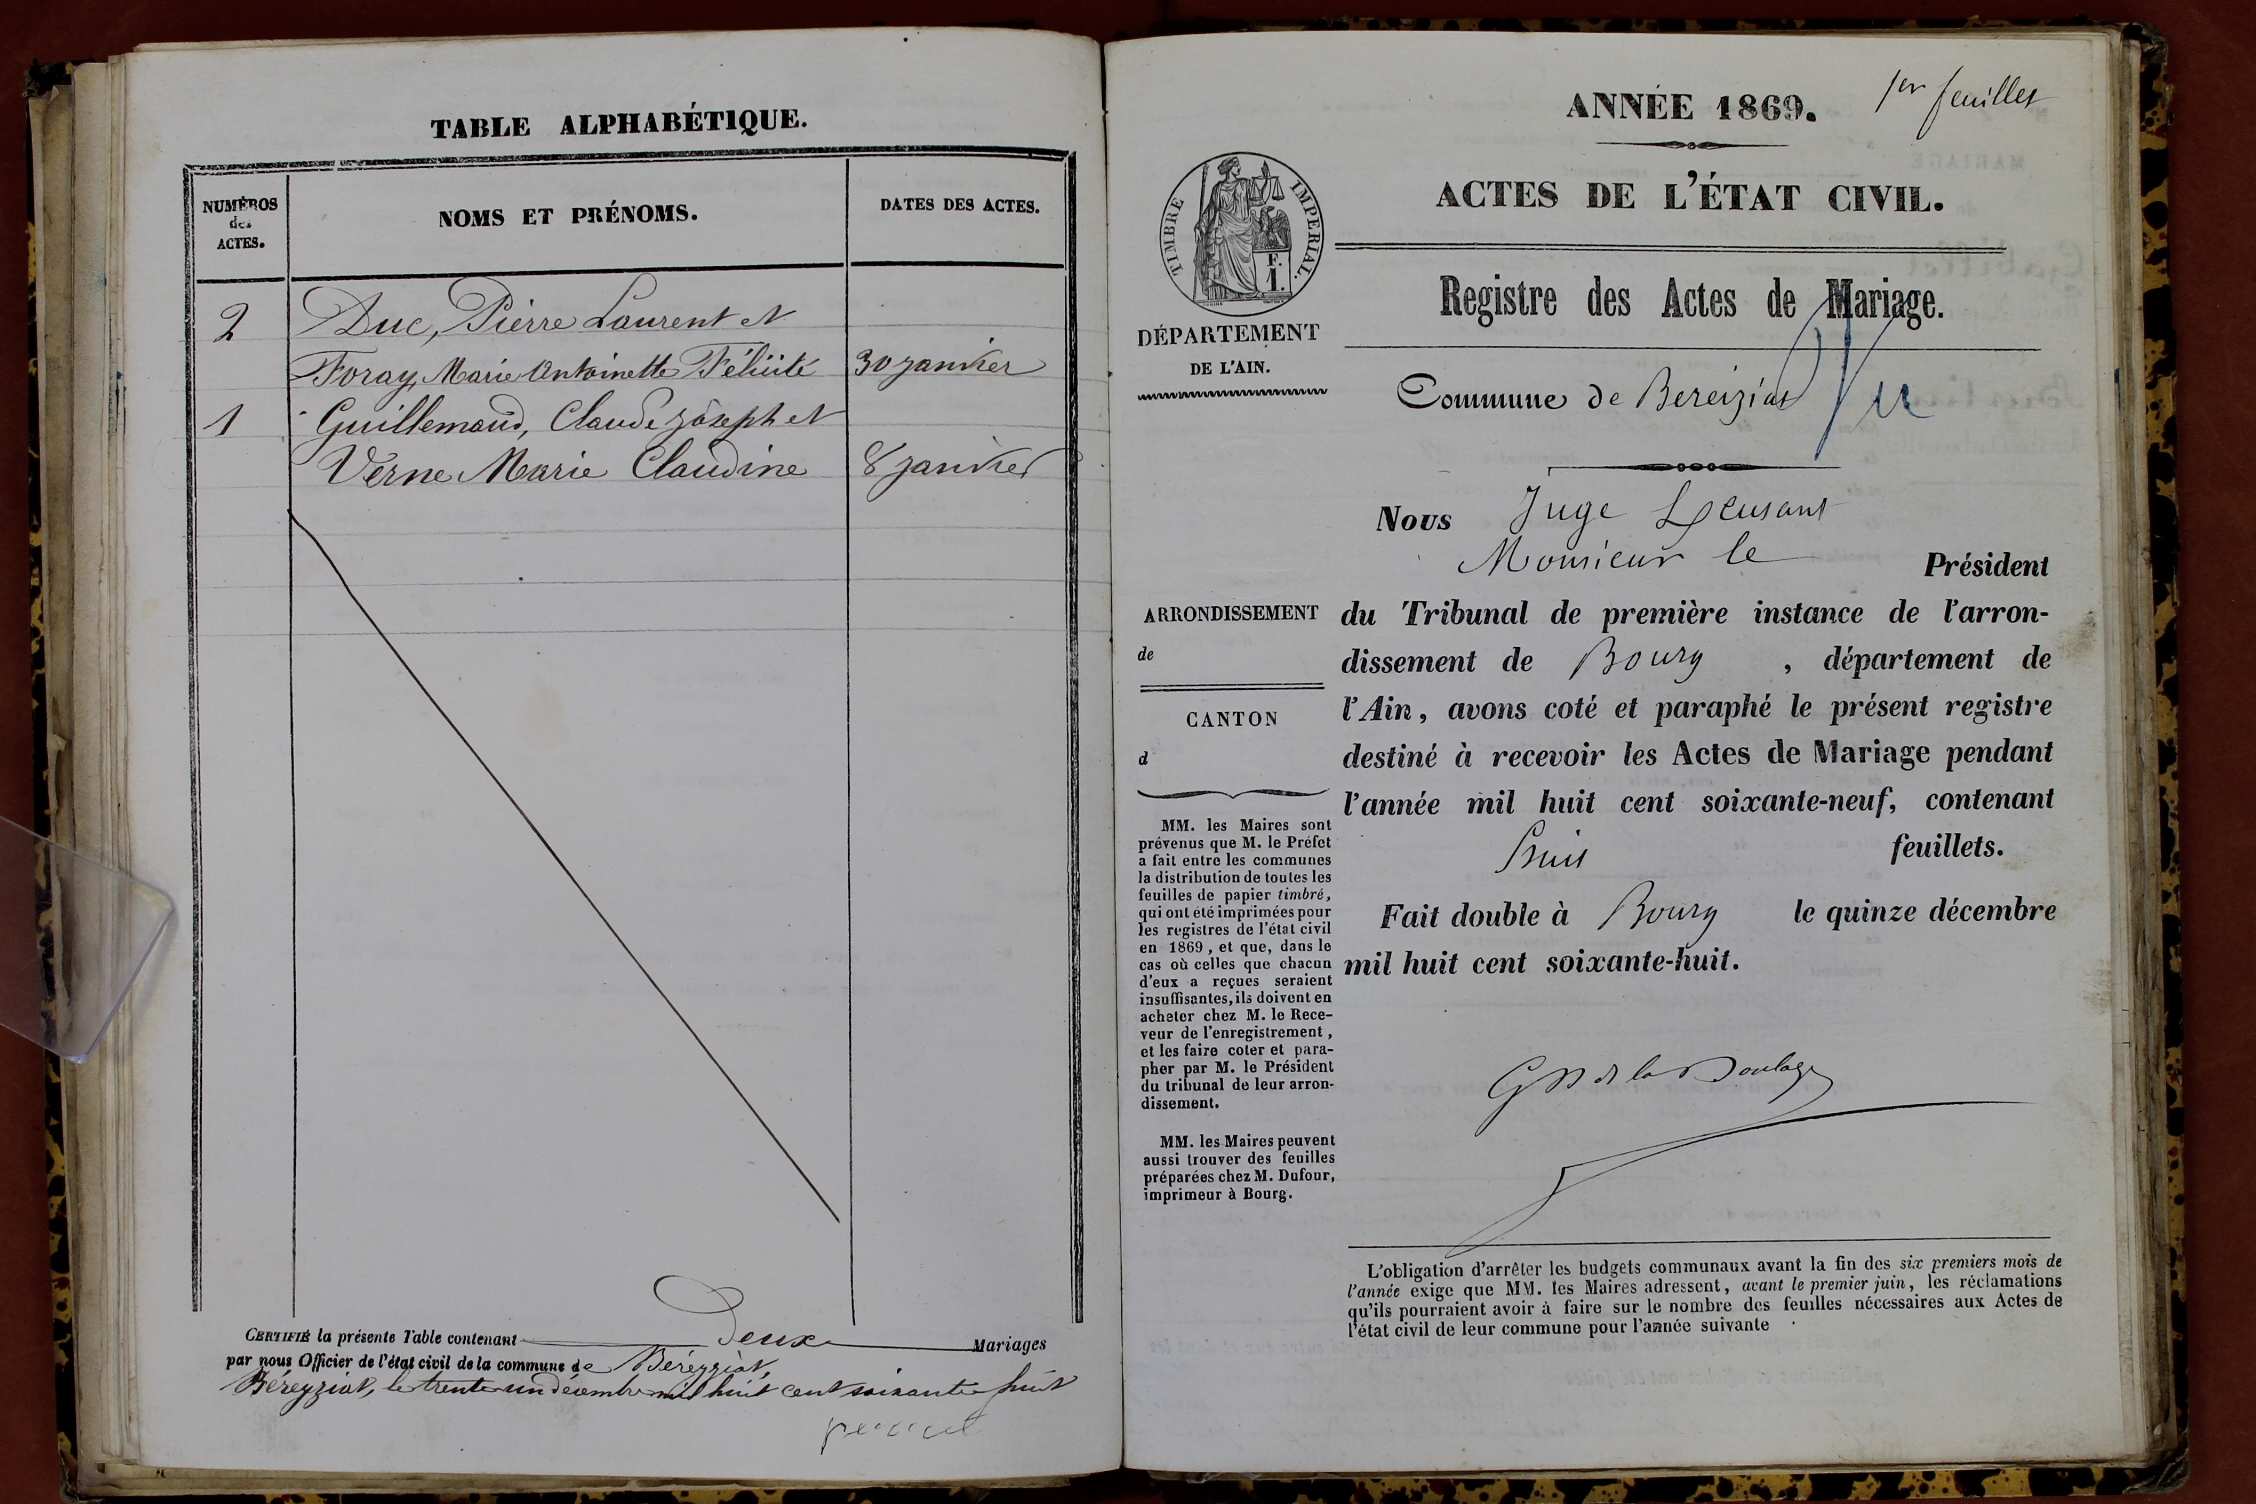 TABLE ALPHABÉTIQUE.
NUMÉROS
des
ACTES.
NOMS ET PRÉNOMS.
DATES DES ACTES.
2 Duc, Pierre Laurent et
Foray, Marie Antoinette Félicité 30 janvier
1 Guillemaud, Claude Joseph et
Verne Marie Claudine 8 janvier
CERTIFIÉ la présente Table contenant Deux Mariages
par nous Officier de l'état civil de la commune de Béréyziat,
Béréyziat, le trente un décembre mil huit cent soixante huit
1er feuillet
ANNÉE 1869.
ACTES DE L'ÉTAT CIVIL.
TIMBRE IMPERIAL.
F.
1.
DÉPARTEMENT
DE L'AIN.
Registre des Actes de Mariage.
Commune de Bereiziat
Vu
Nous Juge
Monsieur le Président
du Tribunal de première instance de l'arron-
dissement de Bourg, département de
l'Ain, avons coté et paraphé le présent registre
destiné à recevoir les Actes de Mariage pendant
l'année mil huit cent soixante-neuf, contenant
huit feuillets.
Fait double à Bourg le quinze décembre
mil huit cent soixante-huit.
ARRONDISSEMENT
de
CANTON
d
MM. les Maires sont
prévenus que M. le Préfet
a fait entre les communes
la distribution de toutes les
feuilles de papier timbré,
qui ont été imprimées pour
les registres de l'état civil
en 1869, et que, dans le
cas où celles que chacun
d'eux a reçues seraient
insuffisantes, ils doivent en
acheter chez M. le Rece-
veur de l'enregistrement,
et les faire coter et para-
pher par M. le Président
du tribunal de leur arron-
dissement.
MM. les Maires peuvent
aussi trouver des feuilles
préparées chez M. Dufour,
imprimeur à Bourg.
L'obligation d'arrêter les budgets communaux avant la fin des six premiers mois de
l'année exige que MM. les Maires adressent, avant le premier juin, les réclamations
qu'ils pourraient avoir à faire sur le nombre des feuilles nécessaires aux Actes de
l'état civil de leur commune pour l'année suivante